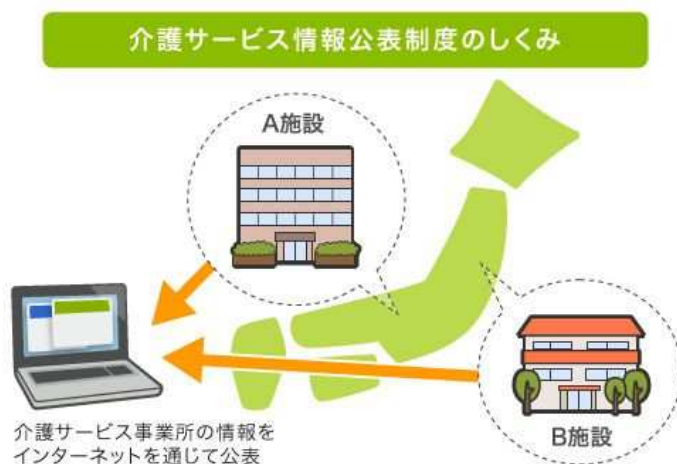 介護サービス情報公表制度のしくみ
A施設
B施設
介護サービス事業所の情報を
インターネットを通じて公表